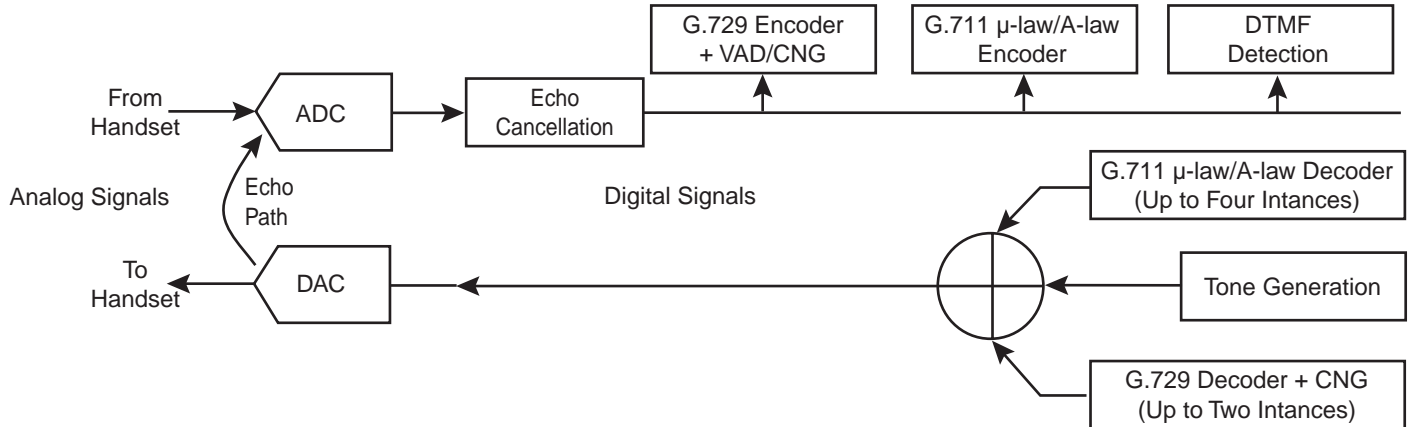 G.729 Encoder
+ VAD/CNG
G.711 μ-law/A-law
Encoder
DTMF
Detection
From
Handset
ADC
Echo
Cancellation
Analog Signals
Echo
Path
Digital Signals
G.711 μ-law/A-law Decoder
(Up to Four Intances)
To
Handset
DAC
Tone Generation
G.729 Decoder + CNG
(Up to Two Intances)